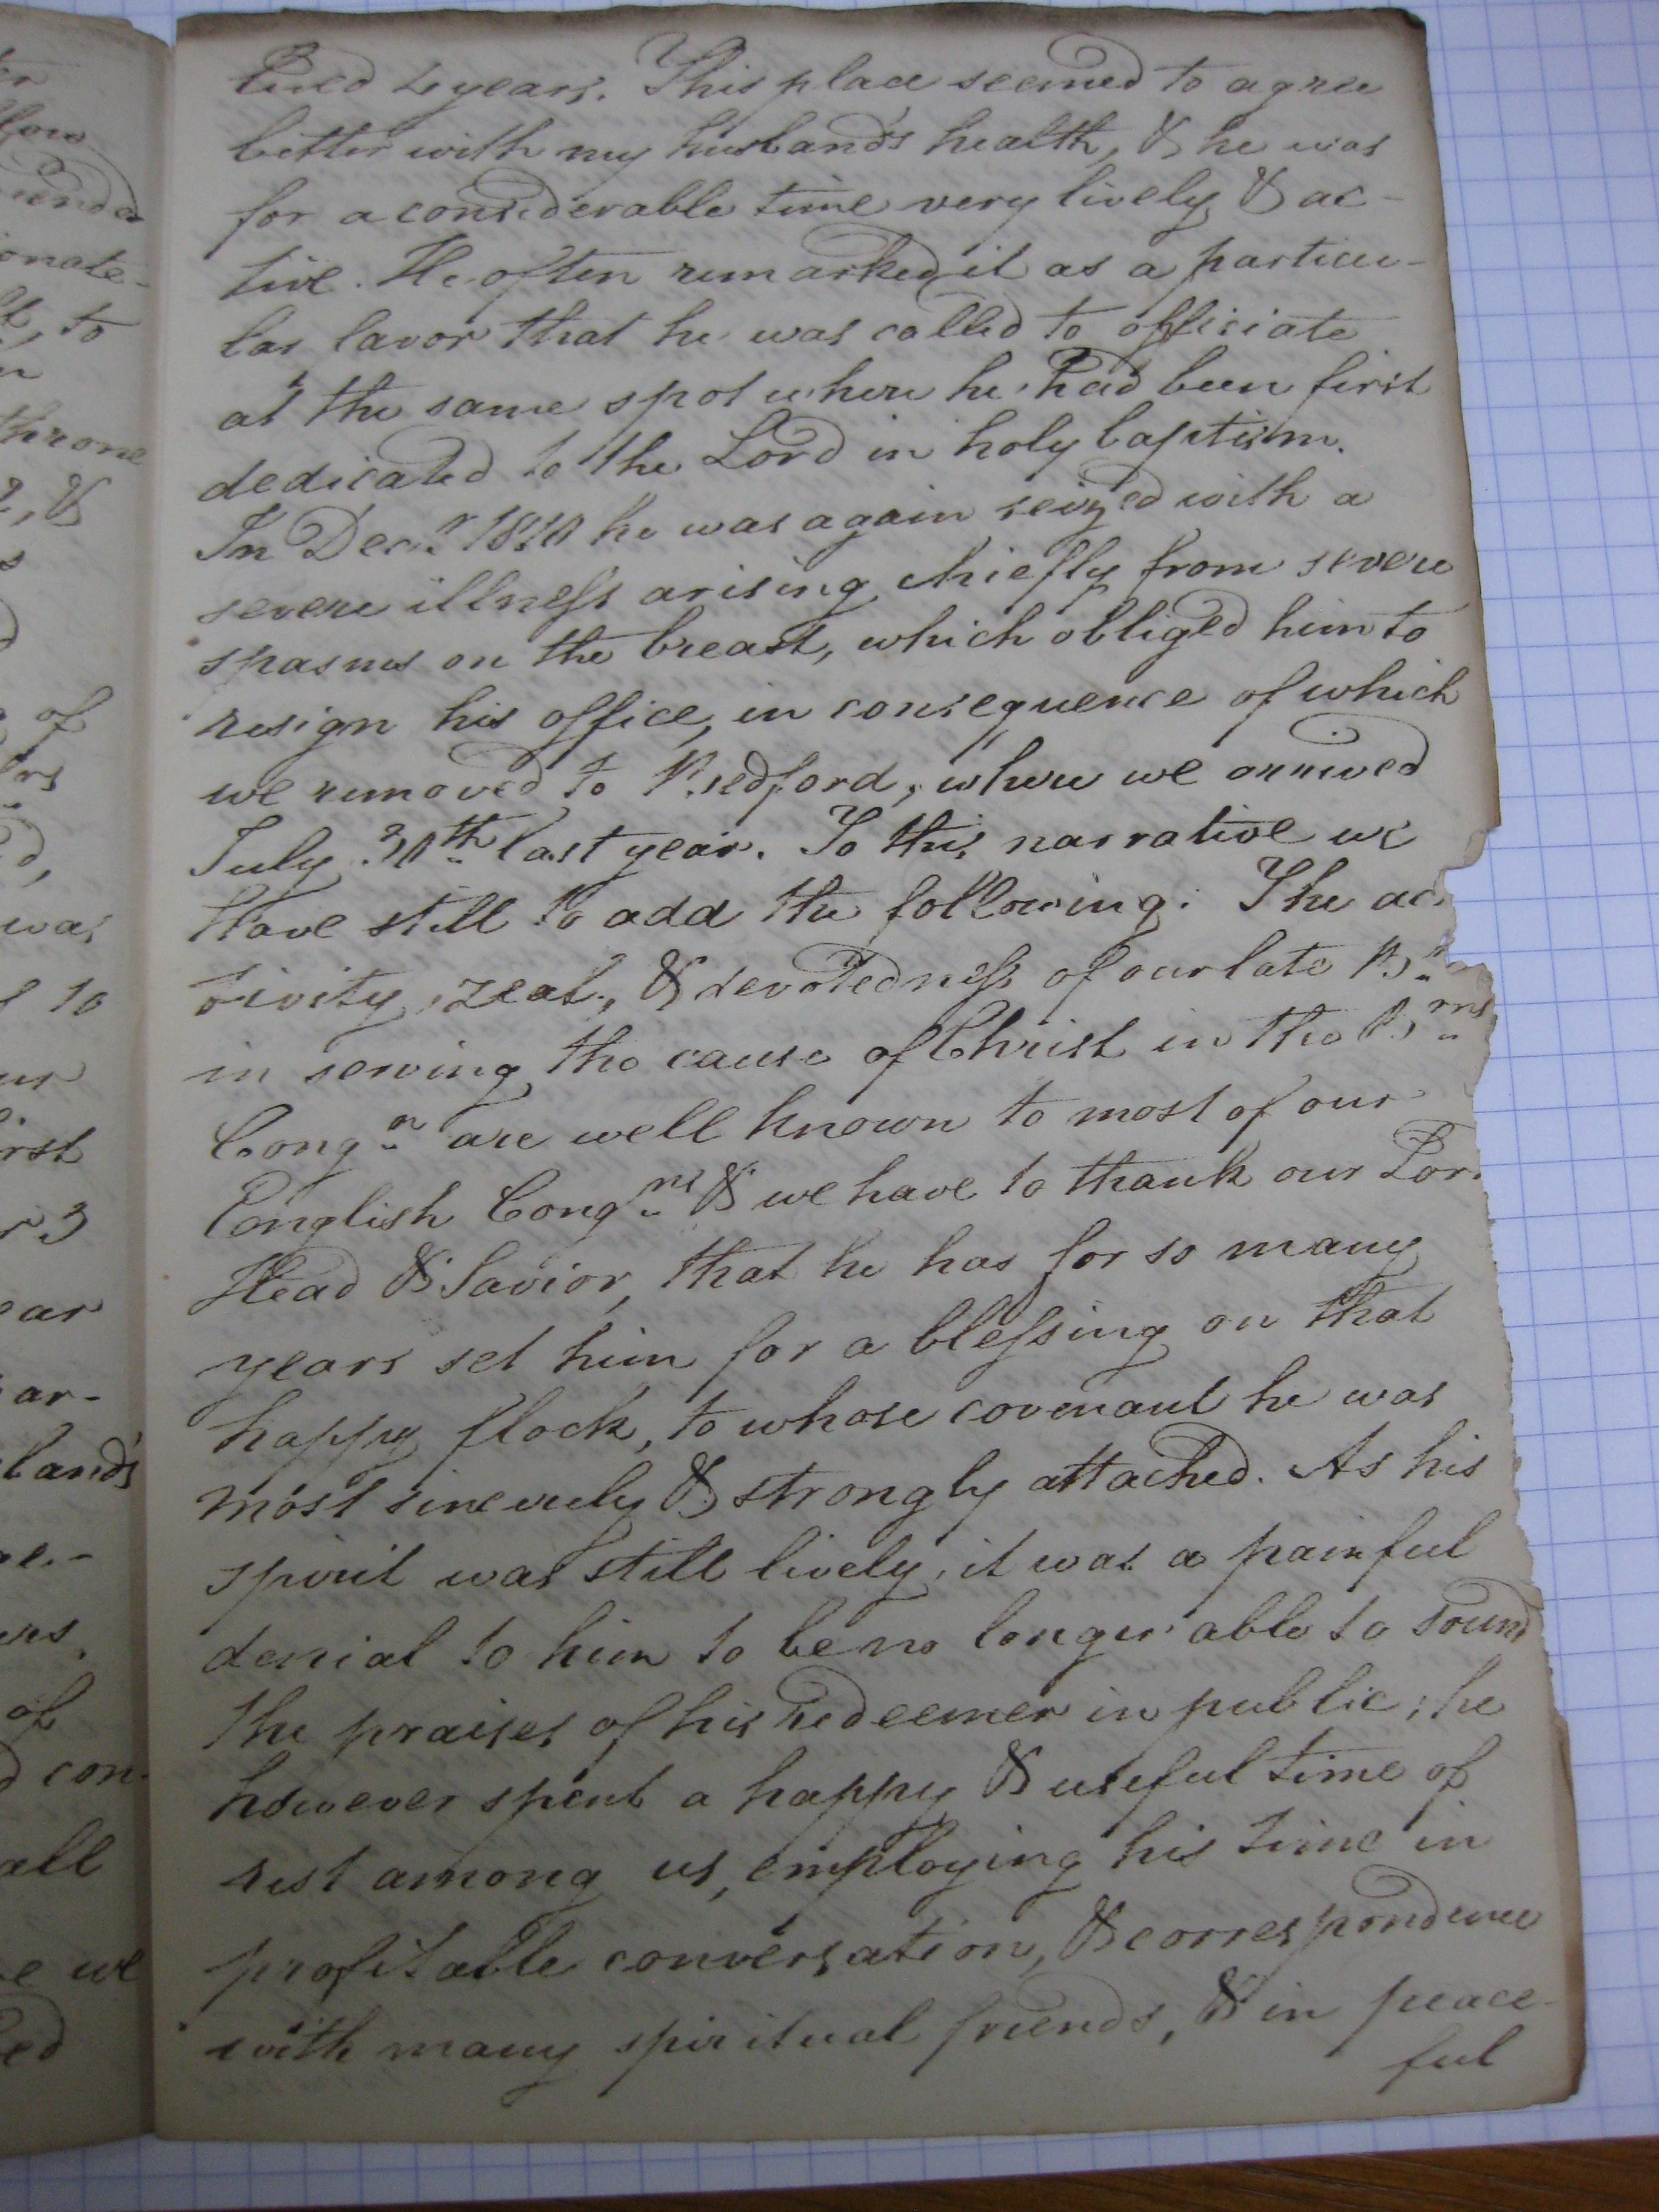 lived 4 years. This place seemed to agree
better with my husband's health, & he was
for a considerable time very lively & ac-
tive. He often remarked it as a particu-
lar favor that he was called to officiate
at the same spot where he had been first
dedicated to the Lord in holy baptism.
In Decr 1810 he was again seized with a
severe illness arising chiefly from severe
spasms on the breast, which obliged him to
resign his office, in consequence of which
we removed to Bedford, where we arrived
July 30th last year. To this narrative we
have still to add the following: The ac
tivity, zeal, & devotedness of our late Br
in serving the cause of Christ in the Brns
Congn are well known to most of our
English Congns & we have to thank our Lor
Head & Savior, that he has for so many
years set him for a blessing on that
happy flock, to whose covenant he was
most sincerely & strongly attached. As his
spirit was still lively, it was a painful
denial to him to be no longer able to sound
the praises of his Redeemer in public; he
however spent a happy & useful time of
rest among us, employing his time in
profitable conversation, & correspondence
with many spiritual friends, & in peace-
ful